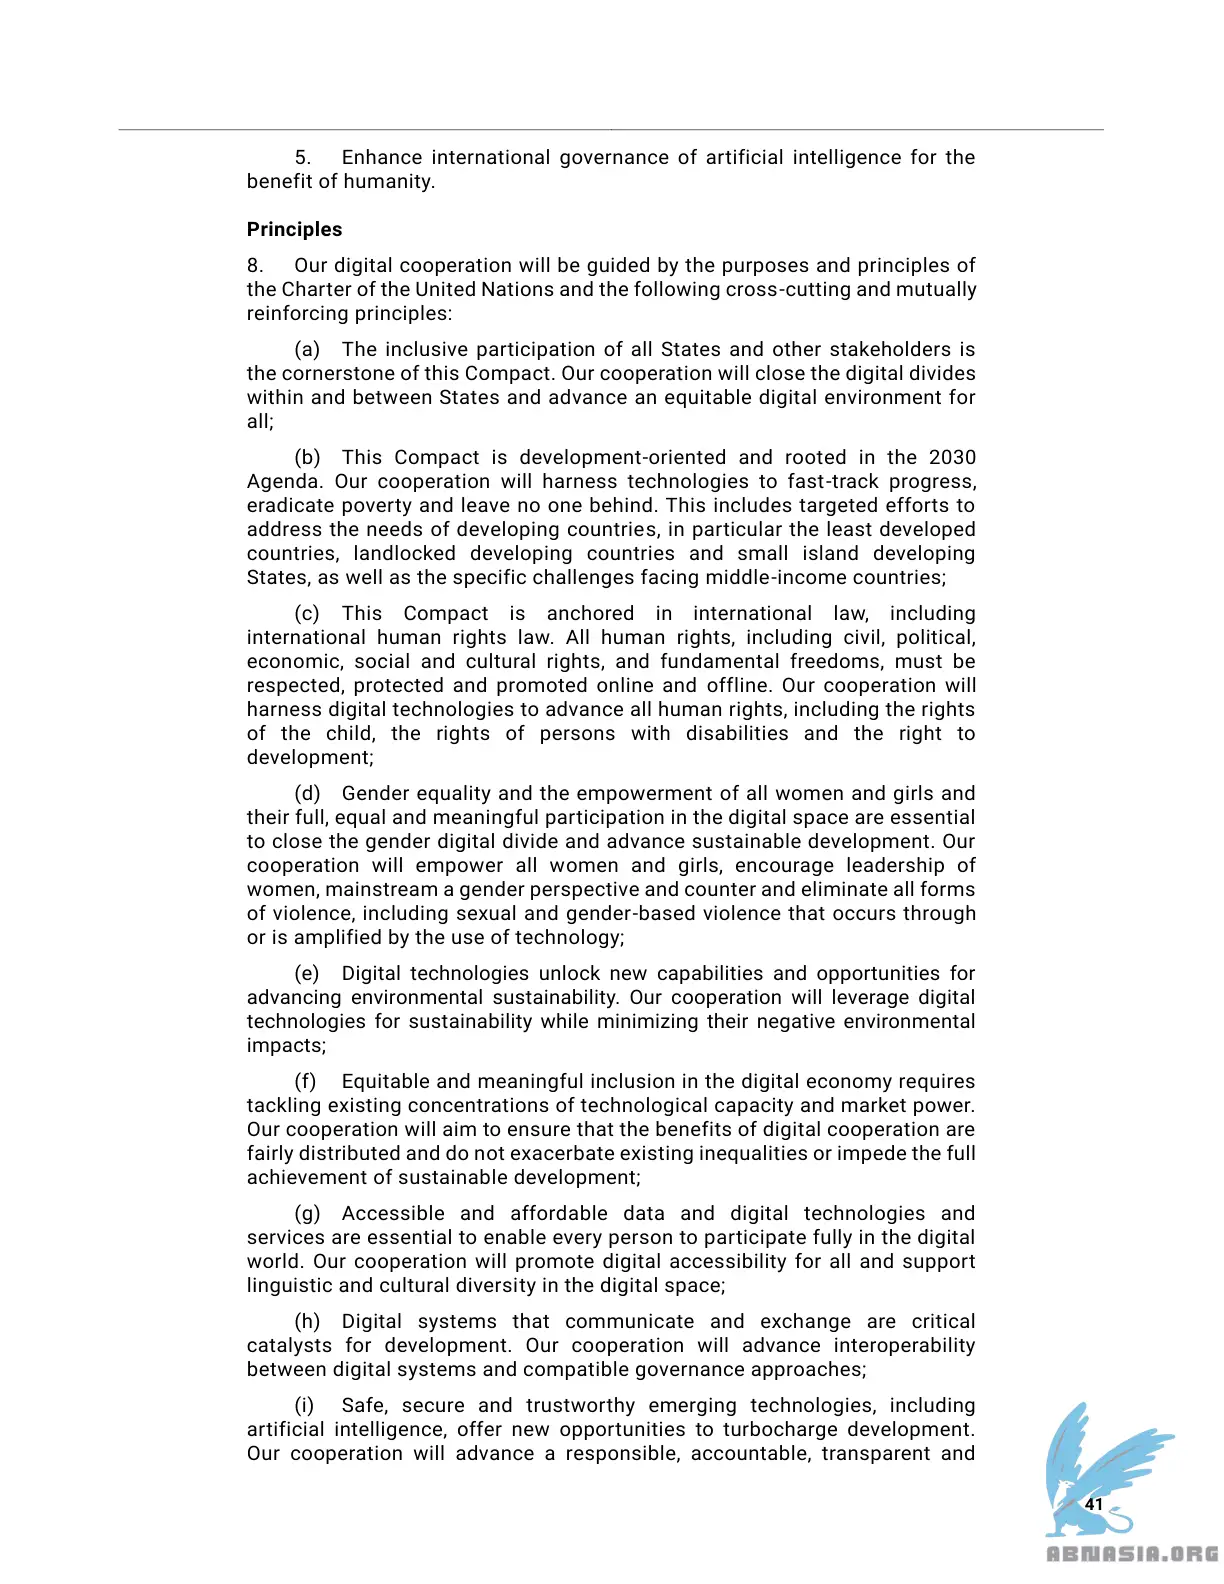 5. Enhance international governance of artificial intelligence for the
benefit of humanity.
Principles
8. Our digital cooperation will be guided by the purposes and principles of
the Charter of the United Nations and the following cross-cutting and mutually
reinforcing principles:
(a) The inclusive participation of all States and other stakeholders is
the cornerstone of this Compact. Our cooperation will close the digital divides
within and between States and advance an equitable digital environment for
all;
(b) This Compact is development-oriented and rooted in the 2030
Agenda. Our cooperation will harness technologies to fast-track progress,
eradicate poverty and leave no one behind. This includes targeted efforts to
address the needs of developing countries, in particular the least developed
countries, landlocked developing countries and small island developing
States, as well as the specific challenges facing middle-income countries;
(c) This Compact is anchored in international law, including
international human rights law. All human rights, including civil, political,
economic, social and cultural rights, and fundamental freedoms, must be
respected, protected and promoted online and offline. Our cooperation will
harness digital technologies to advance all human rights, including the rights
of the child, the rights of persons with disabilities and the right to
development;
(d) Gender equality and the empowerment of all women and girls and
their full, equal and meaningful participation in the digital space are essential
to close the gender digital divide and advance sustainable development. Our
cooperation will empower all women and girls, encourage leadership of
women, mainstream a gender perspective and counter and eliminate all forms
of violence, including sexual and gender-based violence that occurs through
or is amplified by the use of technology;
(e) Digital technologies unlock new capabilities and opportunities for
advancing environmental sustainability. Our cooperation will leverage digital
technologies for sustainability while minimizing their negative environmental
impacts;
(f) Equitable and meaningful inclusion in the digital economy requires
tackling existing concentrations of technological capacity and market power.
Our cooperation will aim to ensure that the benefits of digital cooperation are
fairly distributed and do not exacerbate existing inequalities or impede the full
achievement of sustainable development;
(g) Accessible and affordable data and digital technologies and
services are essential to enable every person to participate fully in the digital
world. Our cooperation will promote digital accessibility for all and support
linguistic and cultural diversity in the digital space;
(h) Digital systems that communicate and exchange are critical
catalysts for development. Our cooperation will advance interoperability
between digital systems and compatible governance approaches;
(i) Safe, secure and trustworthy emerging technologies, including
artificial intelligence, offer new opportunities to turbocharge development.
Our cooperation will advance a responsible, accountable, transparent and
41
ABNASIA.ORG